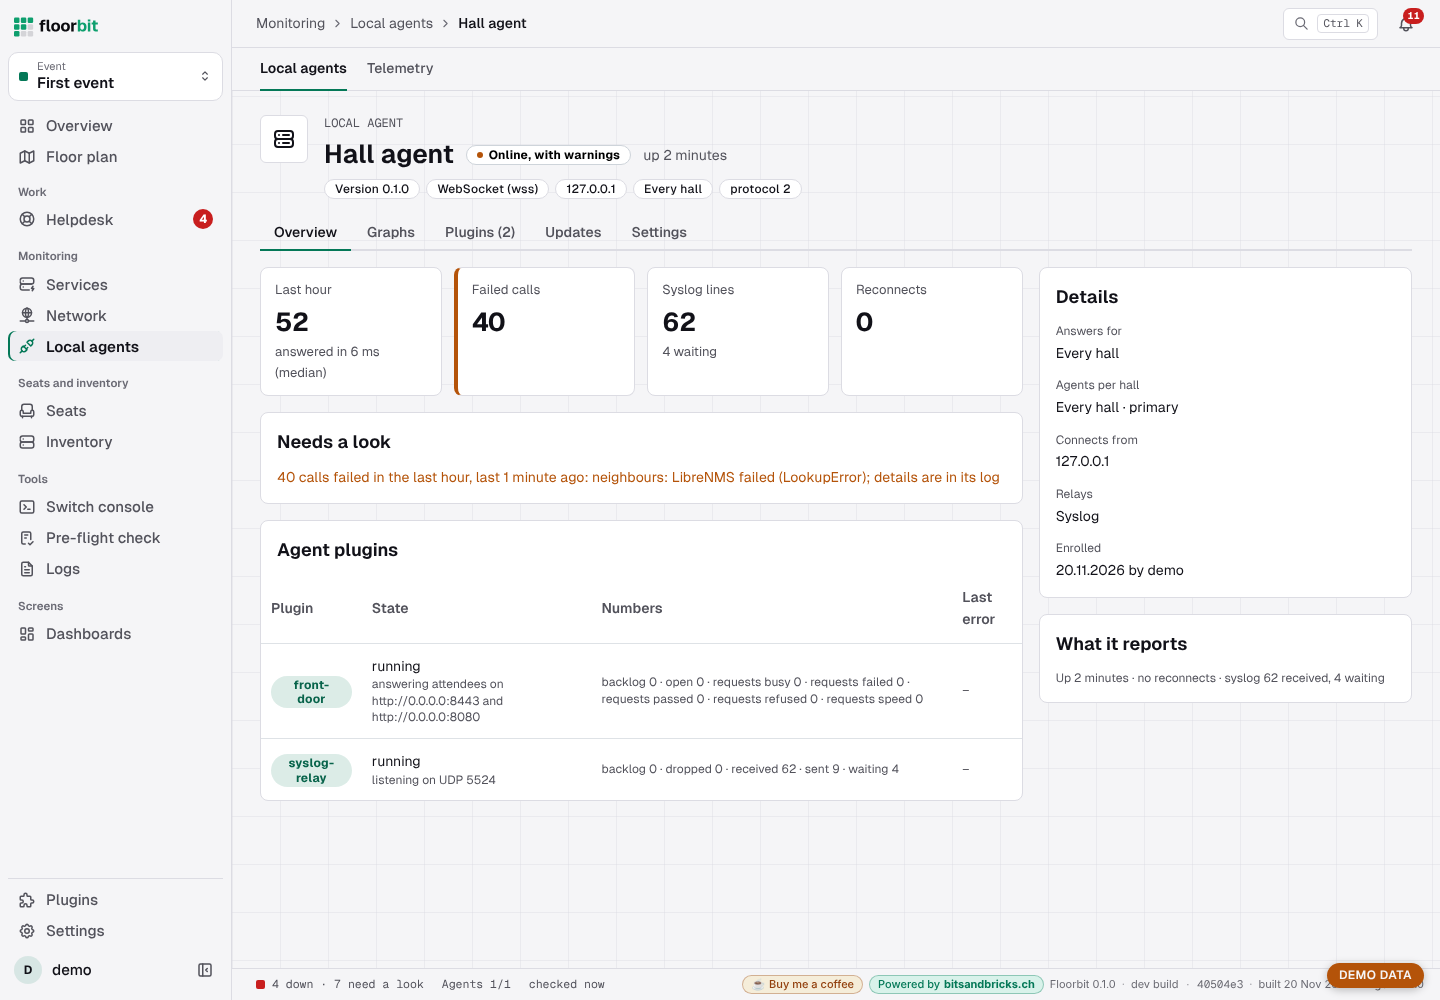 floorbit
Event
First event
Overview
Floor plan
Work
Helpdesk 4
Monitoring
Services
Network
Local agents
Seats and inventory
Seats
Inventory
Tools
Switch console
Pre-flight check
Logs
Screens
Dashboards
Plugins
Settings
D demo
Monitoring > Local agents > Hall agent
Ctrl K
11
Local agents Telemetry
LOCAL AGENT
Hall agent Online, with warnings up 2 minutes
Version 0.1.0 WebSocket (wss) 127.0.0.1 Every hall protocol 2
Overview Graphs Plugins (2) Updates Settings
Last hour
52
answered in 6 ms
(median)
Failed calls
40
Syslog lines
62
4 waiting
Reconnects
0
Needs a look
40 calls failed in the last hour, last 1 minute ago: neighbours: LibreNMS failed (LookupError); details are in its log
Agent plugins
Plugin State Numbers Last
error
front-
door
running
answering attendees on
http://0.0.0.0:8443 and
http://0.0.0.0:8080
backlog 0 · open 0 · requests busy 0 · requests failed 0 ·
requests passed 0 · requests refused 0 · requests speed 0
–
syslog-
relay
running
listening on UDP 5524
backlog 0 · dropped 0 · received 62 · sent 9 · waiting 4
–
Details
Answers for
Every hall
Agents per hall
Every hall · primary
Connects from
127.0.0.1
Relays
Syslog
Enrolled
20.11.2026 by demo
What it reports
Up 2 minutes · no reconnects · syslog 62 received, 4 waiting
4 down · 7 need a look Agents 1/1 checked now
☕ Buy me a coffee Powered by bitsandbricks.ch Floorbit 0.1.0 · dev build · 40504e3 · built 20 Nov
DEMO DATA